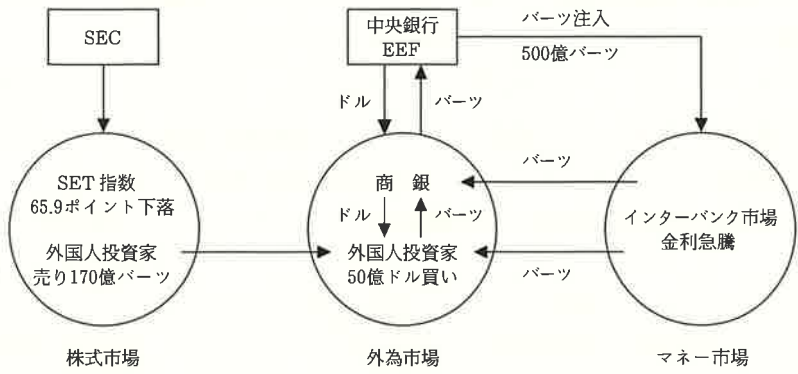 SEC
中央銀行
EEF
バーツ注入
500億バーツ
ドル
バーツ
SET 指数
65.9ポイント下落
外国人投資家
売り170億バーツ
商 銀
ドル
バーツ
外国人投資家
50億ドル買い
バーツ
バーツ
インターバンク市場
金利急騰
株式市場
外為市場
マネー市場